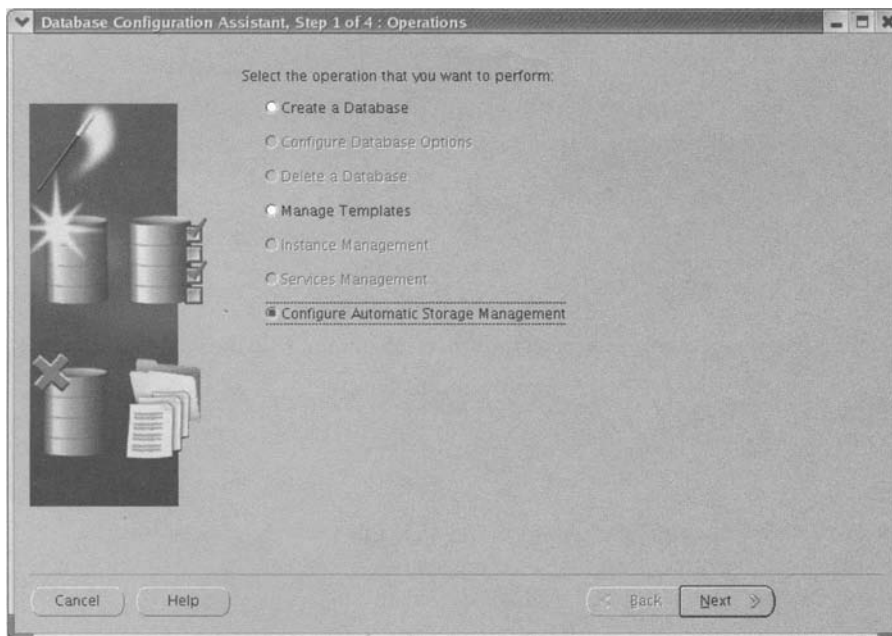 Database Configuration Assistant, Step 1 of 4 : Operations
Select the operation that you want to perform:
Create a Database
Configure Database Options
Delete a Database
Manage Templates
Instance Management
Services Management
Configure Automatic Storage Management
Cancel
Help
Back
Next